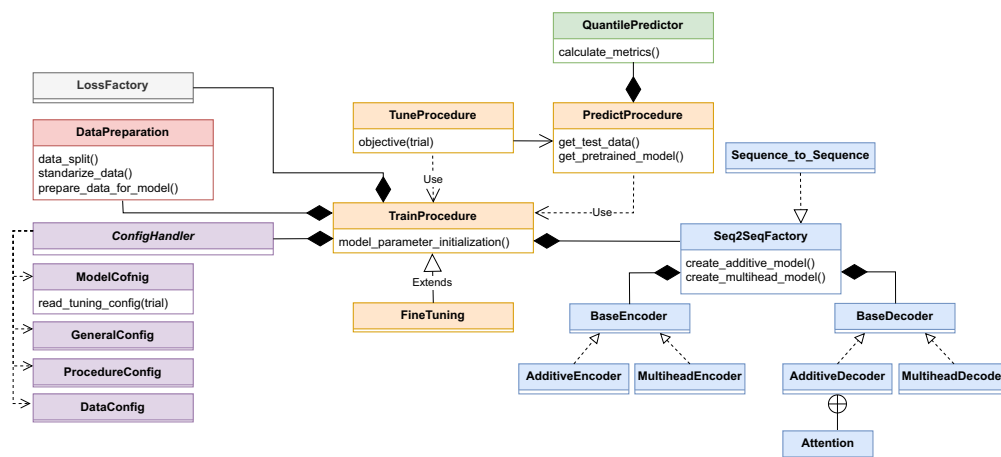 QuantilePredictor
calculate_metrics()
LossFactory
TuneProcedure
objective(trial)
PredictProcedure
get_test_data()
get_pretrained_model()
DataPreparation
data_split()
standarize_data()
prepare_data_for_model()
Sequence_to_Sequence
Use
Use
TrainProcedure
model_parameter_initialization()
ConfigHandler
Seq2SeqFactory
create_additive_model()
create_multihead_model()
ModelCofnig
read_tuning_config(trial)
Extends
FineTuning
BaseEncoder
BaseDecoder
GeneralConfig
ProcedureConfig
AdditiveEncoder
MultiheadEncoder
AdditiveDecoder
MultiheadDecoder
DataConfig
Attention